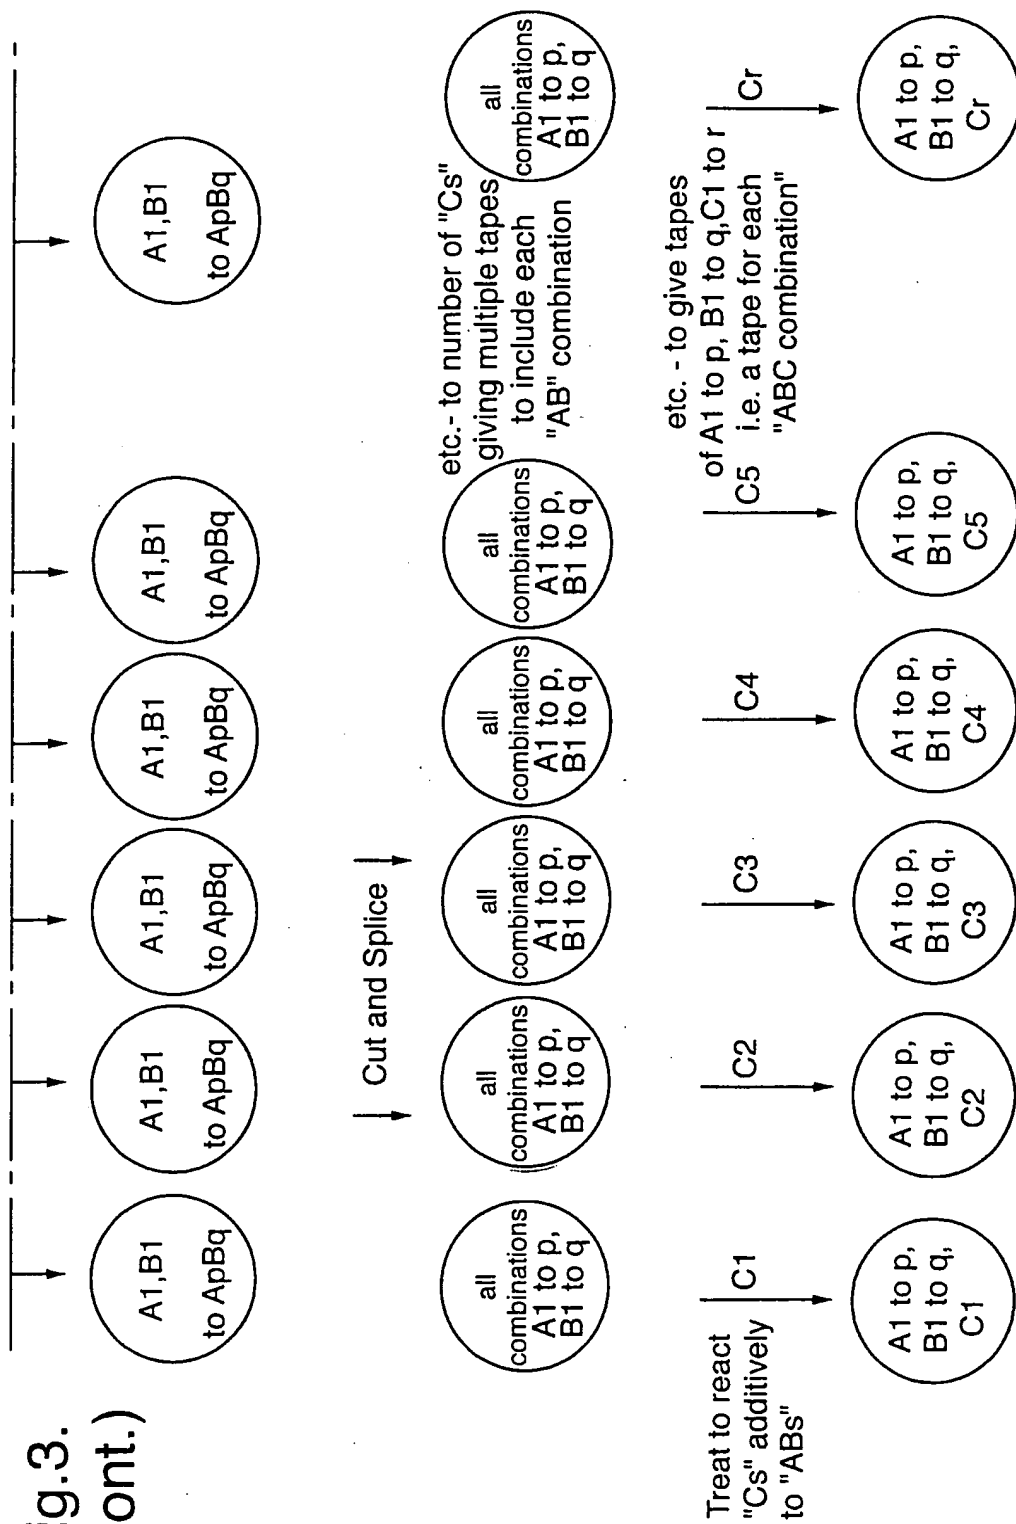 g.3.
ont.)
A1,B1
to ApBq
A1,B1
to ApBq
A1,B1
to ApBq
A1,B1
to ApBq
A1,B1
to ApBq
A1,B1
to ApBq
Cut and Splice
all
combinations
A1 to p,
B1 to q
all
combinations
A1 to p,
B1 to q
all
combinations
A1 to p,
B1 to q
all
combinations
A1 to p,
B1 to q
all
combinations
A1 to p,
B1 to q
etc.- to number of "Cs"
giving multiple tapes
to include each
"AB" combination
all
combinations
A1 to p,
B1 to q
Treat to react
"Cs" additively
to "ABs"
C1
C2
C3
C4
C5
etc. - to give tapes
of A1 to p, B1 to q,C1 to r
i.e. a tape for each
"ABC combination"
Cr
A1 to p,
B1 to q,
C1
A1 to p,
B1 to q,
C2
A1 to p,
B1 to q,
C3
A1 to p,
B1 to q,
C4
A1 to p,
B1 to q,
C5
A1 to p,
B1 to q,
Cr